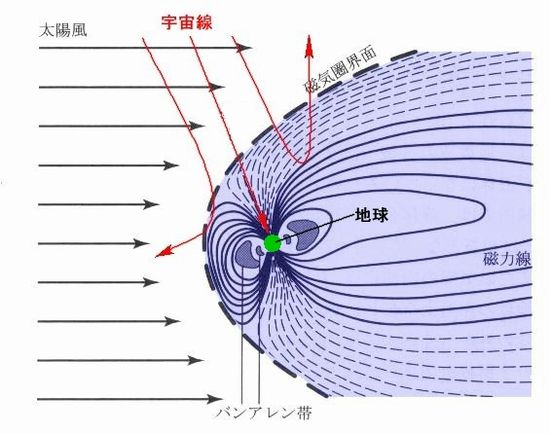 太陽風
宇宙線
磁気圏界面
地球
磁力線
バンアレン帯